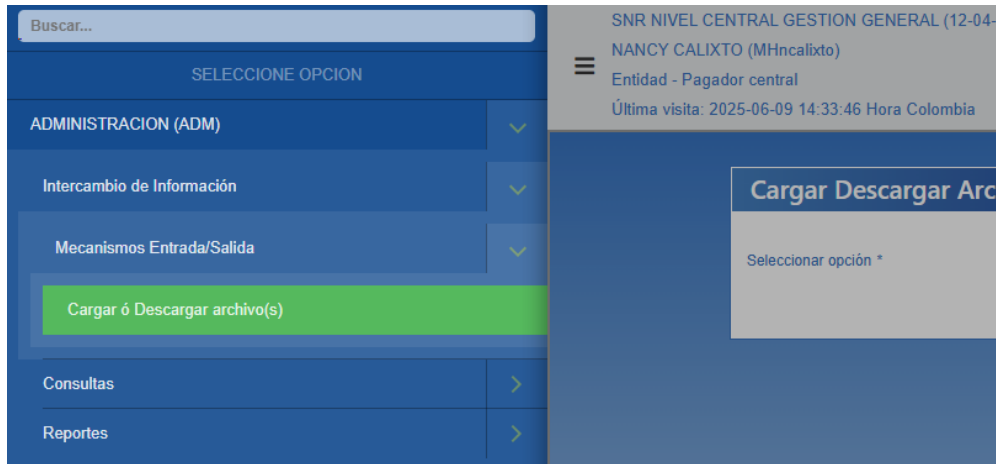 Buscar...
SELECCIONE OPCION
ADMINISTRACION (ADM)
Intercambio de Información
Mecanismos Entrada/Salida
Cargar ó Descargar archivo(s)
Consultas
Reportes
SNR NIVEL CENTRAL GESTION GENERAL (12-04-
NANCY CALIXTO (MHncalixto)
Entidad - Pagador central
Última visita: 2025-06-09 14:33:46 Hora Colombia
Cargar Descargar Arc
Seleccionar opción *